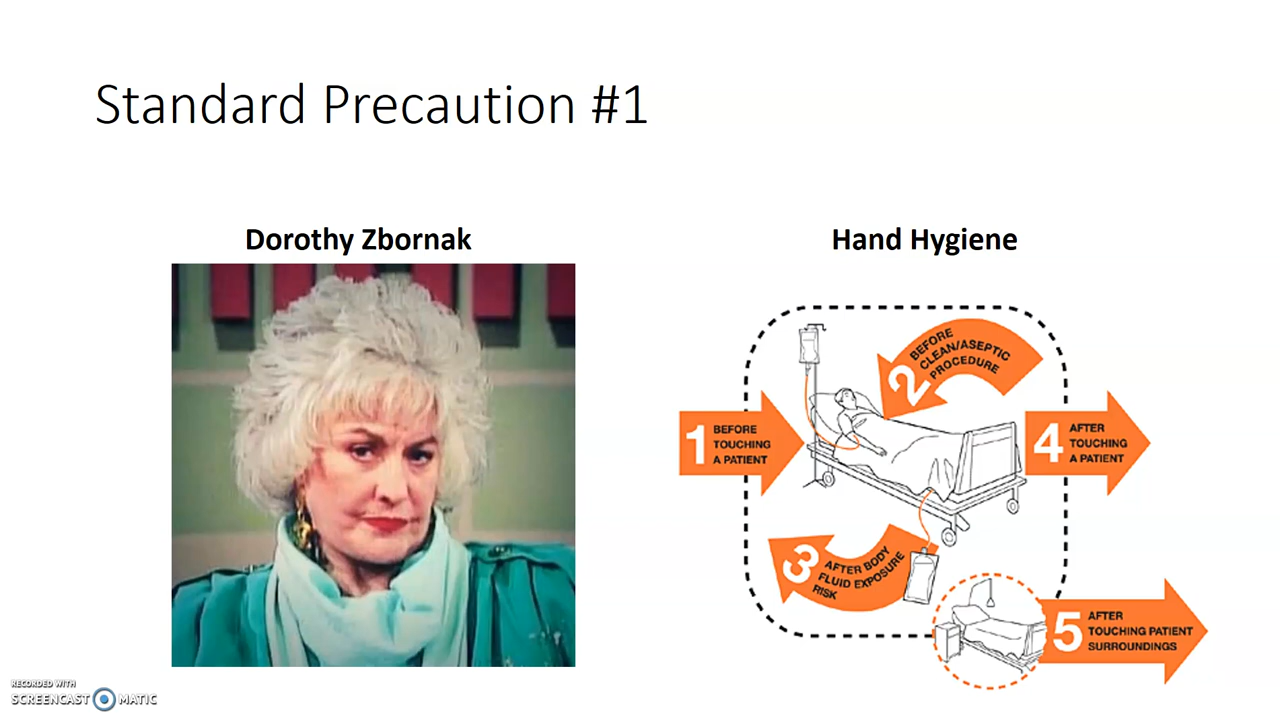 Standard Precaution #1
Dorothy Zbornak
Hand Hygiene
1 BEFORE
TOUCHING
A PATIENT
2 BEFORE
CLEAN/ASEPTIC
PROCEDURE
3 AFTER BODY
FLUID EXPOSURE
RISK
4 AFTER
TOUCHING
A PATIENT
5 AFTER
TOUCHING PATIENT
SURROUNDINGS
RECORDED WITH
SCREENCAST MATIC